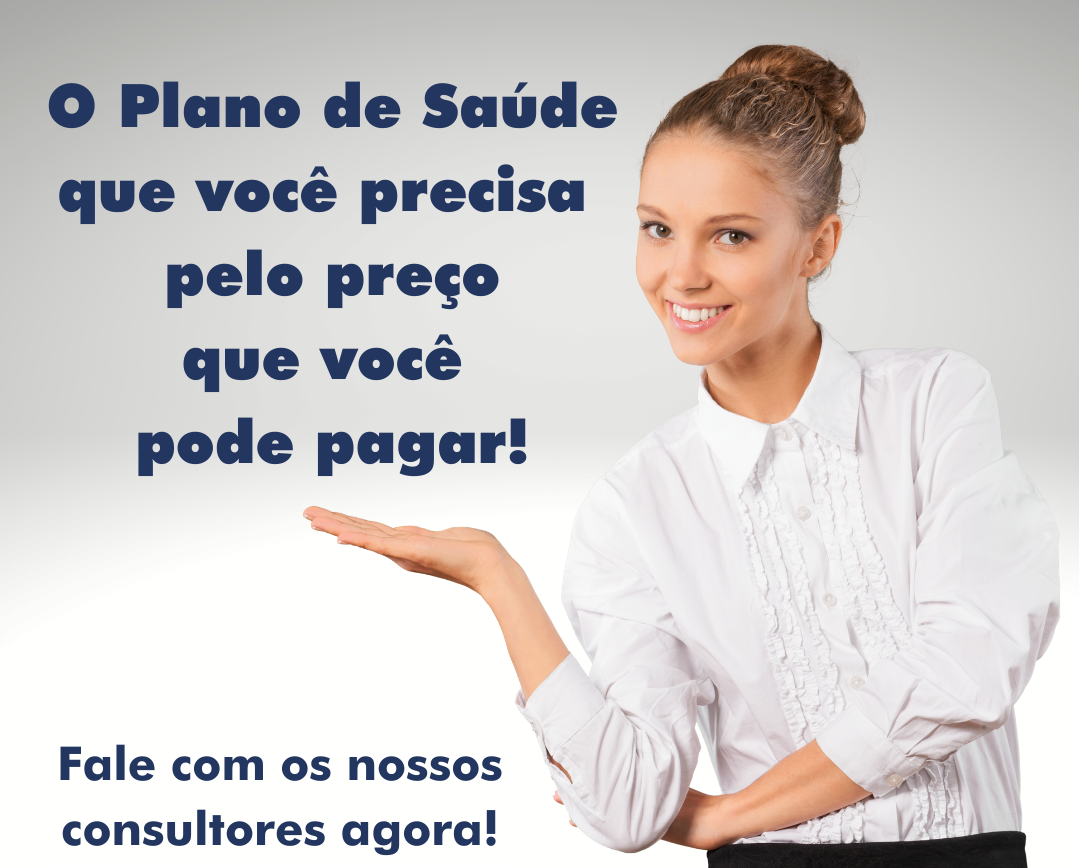 O Plano de Saúde
que você precisa
pelo preço
que você
pode pagar!
Fale com os nossos
consultores agora!